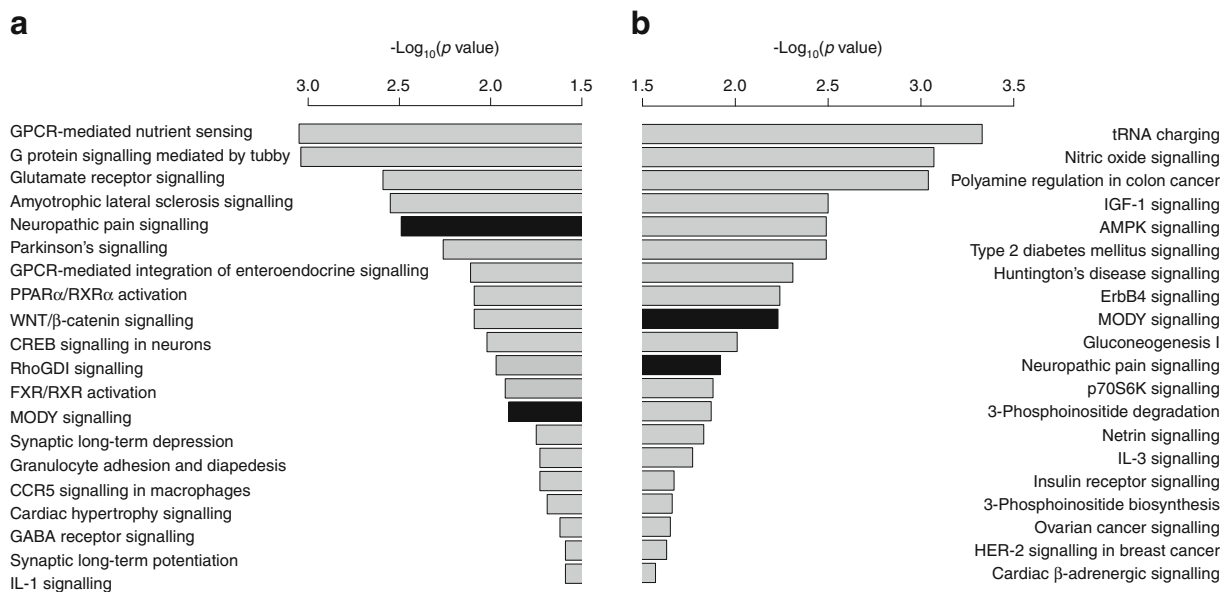 a
-Log10(p value)
3.0 2.5 2.0 1.5
GPCR-mediated nutrient sensing
G protein signalling mediated by tubby
Glutamate receptor signalling
Amyotrophic lateral sclerosis signalling
Neuropathic pain signalling
Parkinson's signalling
GPCR-mediated integration of enteroendocrine signalling
PPARα/RXRα activation
WNT/β-catenin signalling
CREB signalling in neurons
RhoGDI signalling
FXR/RXR activation
MODY signalling
Synaptic long-term depression
Granulocyte adhesion and diapedesis
CCR5 signalling in macrophages
Cardiac hypertrophy signalling
GABA receptor signalling
Synaptic long-term potentiation
IL-1 signalling
b
-Log10(p value)
1.5 2.0 2.5 3.0 3.5
tRNA charging
Nitric oxide signalling
Polyamine regulation in colon cancer
IGF-1 signalling
AMPK signalling
Type 2 diabetes mellitus signalling
Huntington's disease signalling
ErbB4 signalling
MODY signalling
Gluconeogenesis I
Neuropathic pain signalling
p70S6K signalling
3-Phosphoinositide degradation
Netrin signalling
IL-3 signalling
Insulin receptor signalling
3-Phosphoinositide biosynthesis
Ovarian cancer signalling
HER-2 signalling in breast cancer
Cardiac β-adrenergic signalling